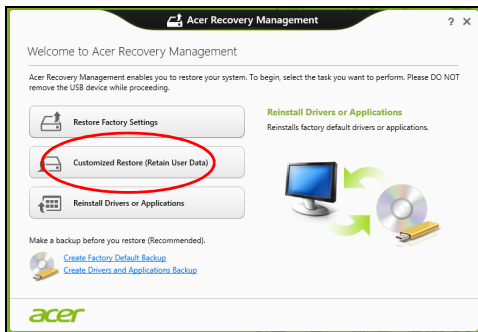 Acer Recovery Management
? X
Welcome to Acer Recovery Management
Acer Recovery Management enables you to restore your system. To begin, select the task you want to perform. Please DO NOT
remove the USB device while proceeding.
Restore Factory Settings
Customized Restore (Retain User Data)
Reinstall Drivers or Applications
Reinstall Drivers or Applications
Reinstalls factory default drivers or applications.
Make a backup before you restore (Recommended).
Create Factory Default Backup
Create Drivers and Applications Backup
acer